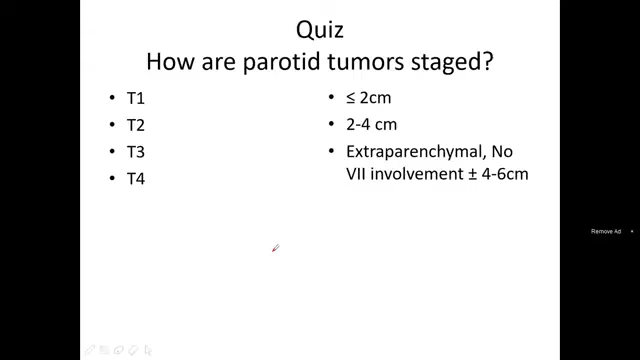 Quiz
How are parotid tumors staged?
• T1
• T2
• T3
• T4
• ≤ 2cm
• 2-4 cm
• Extraparenchymal, No
VII involvement ± 4-6cm
Remove Ad